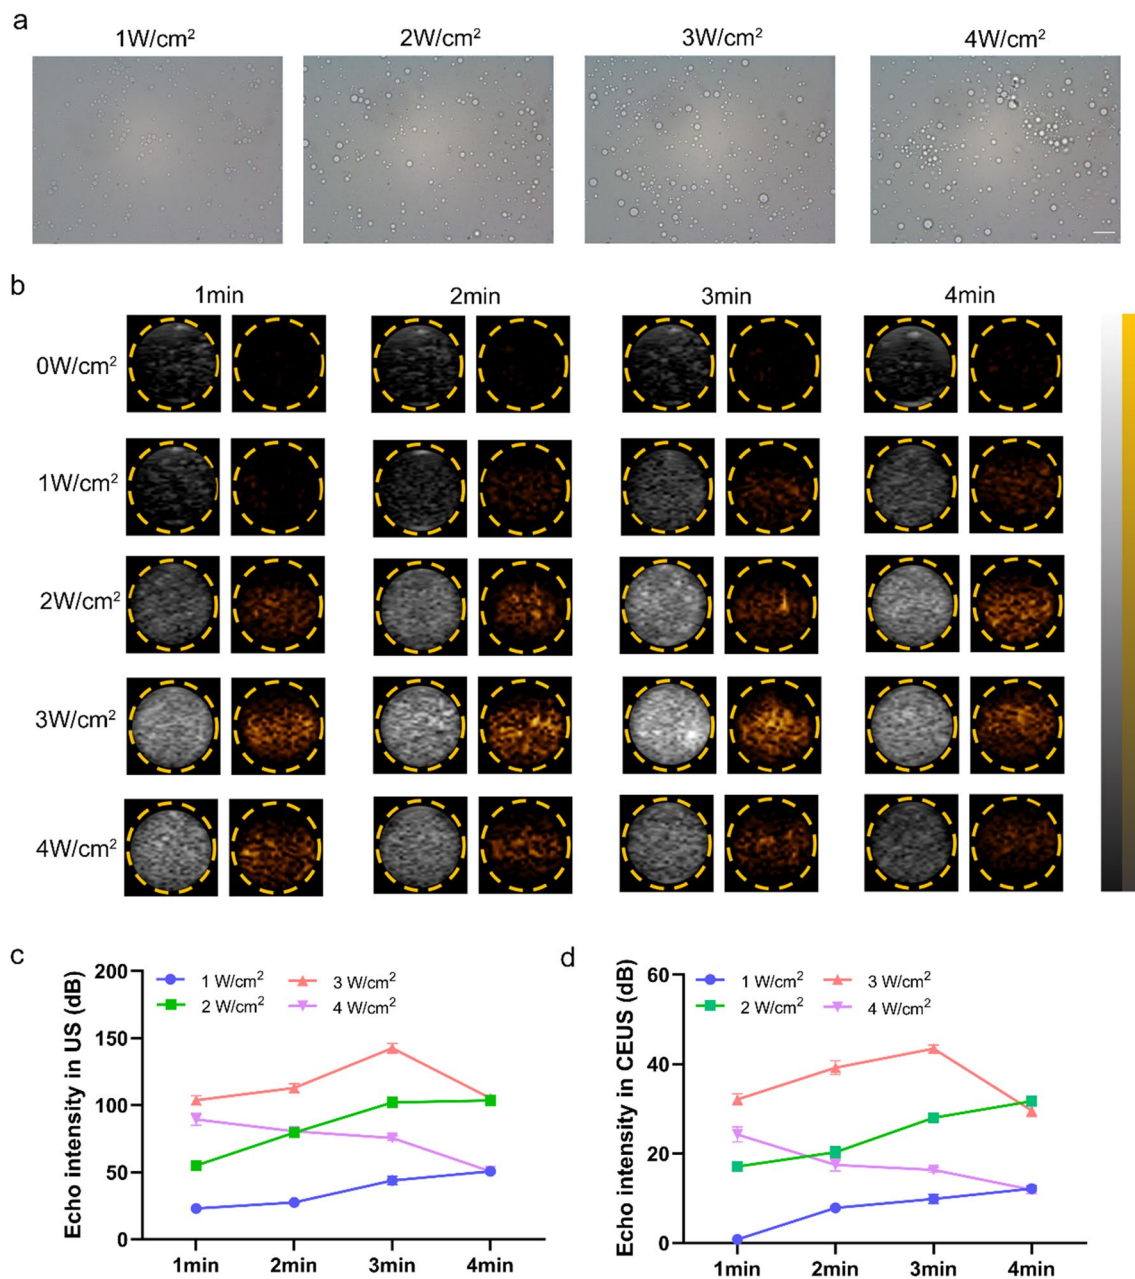 a
1W/cm² 2W/cm² 3W/cm² 4W/cm²
b
1min 2min 3min 4min
0W/cm²
1W/cm²
2W/cm²
3W/cm²
4W/cm²
c
Echo intensity in US (dB)
200
150
100
50
0
1 W/cm² 3 W/cm²
2 W/cm² 4 W/cm²
1min 2min 3min 4min
d
Echo intensity in CEUS (dB)
60
40
20
0
1 W/cm² 3 W/cm²
2 W/cm² 4 W/cm²
1min 2min 3min 4min